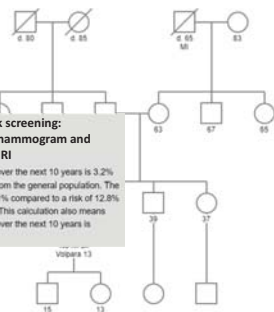 d. 80 d. 85 d. 65 83
MI
63 67 65
k screening:
nammogram and
RI
ver the next 10 years is 3.2%
om the general population. The
% compared to a risk of 12.8%
This calculation also means
ver the next 10 years is
39 37
Volpara 13
15 13